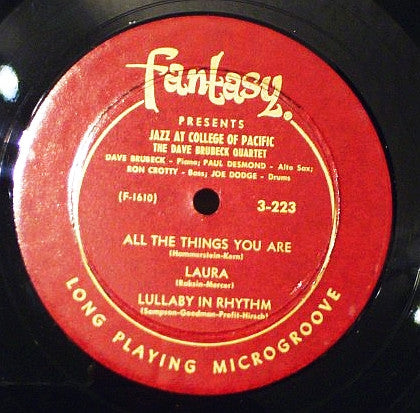 fantasy.
PRESENTS
JAZZ AT COLLEGE OF PACIFIC
THE DAVE BRUBECK QUARTET
DAVE BRUBECK - Piano; PAUL DESMOND - Alto Sax;
RON CROTTY - Bass; JOE DODGE - Drums
(F-1610) 3-223
ALL THE THINGS YOU ARE
(Hammerstein-Kern)
LAURA
(Raksin-Mercer)
LULLABY IN RHYTHM
(Sampson-Goodman-Profit-Hirsch)
LONG PLAYING MICROGROOVE